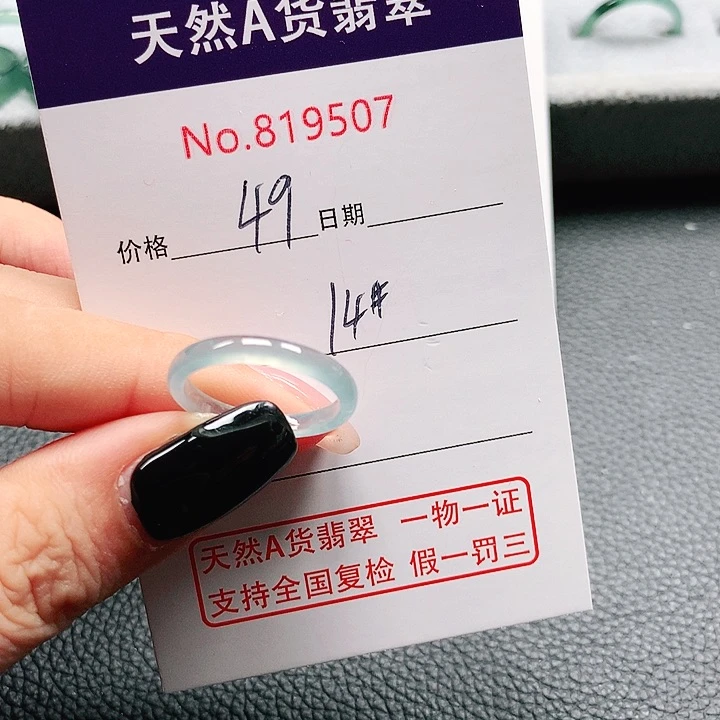 天然A货翡翠
No.819507
价格 49 日期
14#
天然A货翡翠 一物一证
支持全国复检 假一罚三